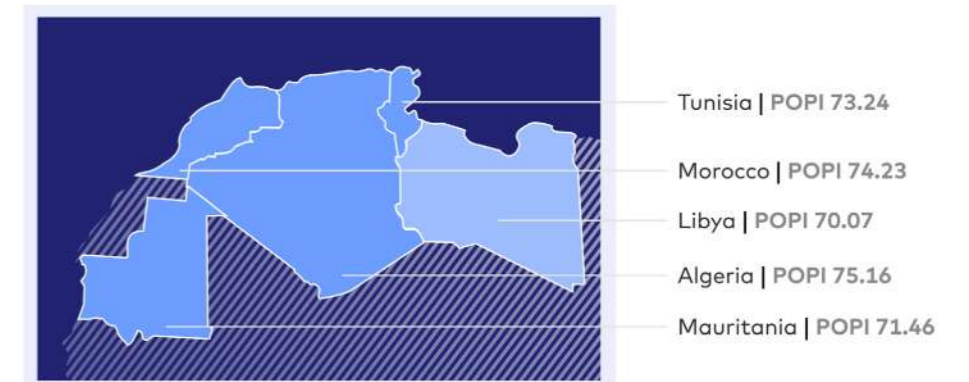 Tunisia | POPI 73.24
Morocco | POPI 74.23
Libya | POPI 70.07
Algeria | POPI 75.16
Mauritania | POPI 71.46